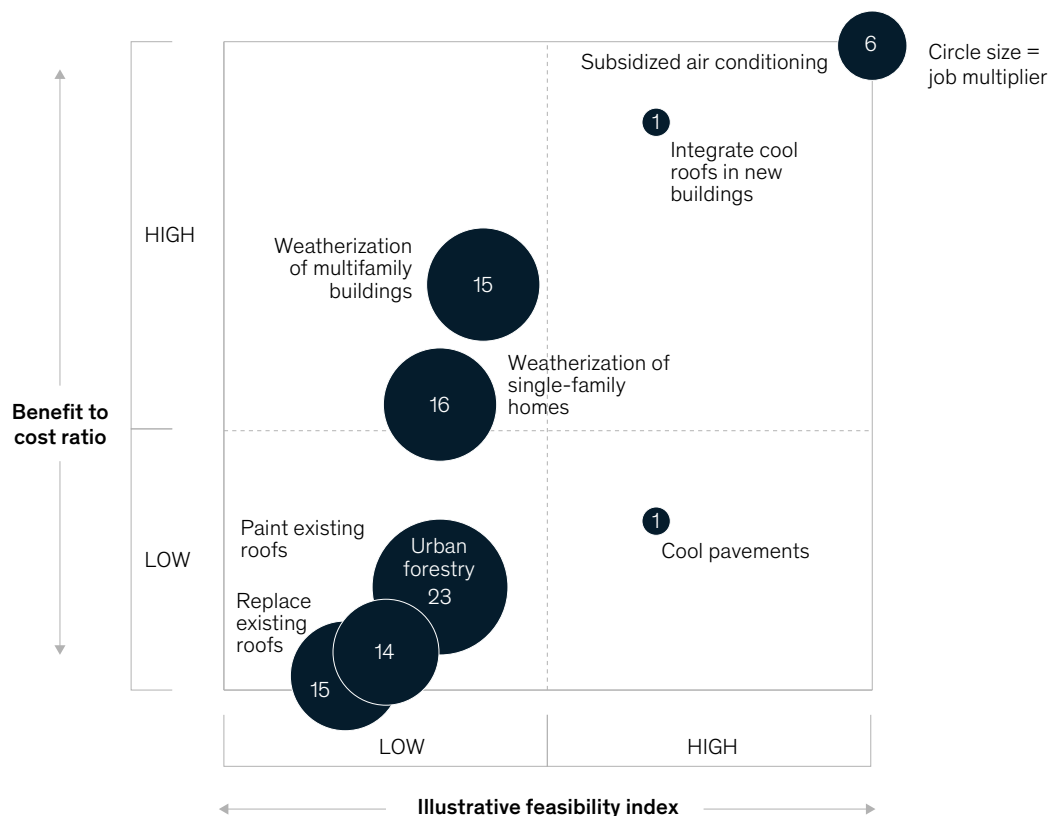 6
Circle size =
job multiplier
Subsidized air conditioning
1
Integrate cool
roofs in new
buildings
HIGH
Weatherization
of multifamily
buildings
15
Weatherization of
single-family
homes
16
Benefit to
cost ratio
1
Cool pavements
Paint existing
roofs
Urban
forestry
23
LOW
Replace
existing
roofs
14
15
LOW
HIGH
Illustrative feasibility index